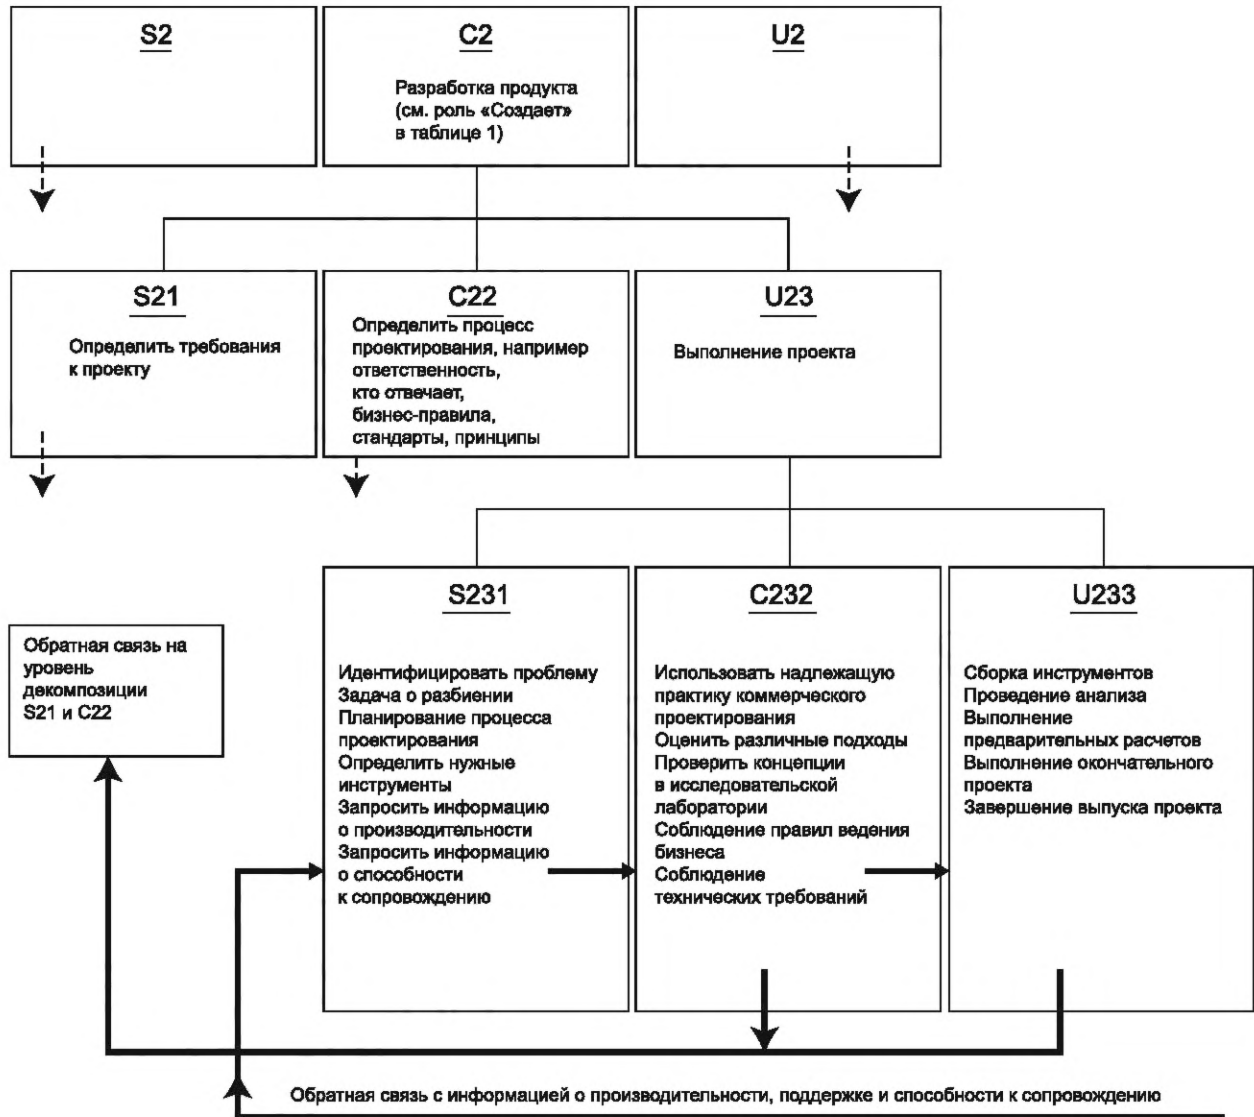 S2
C2
Разработка продукта
(см. роль «Создает»
в таблице 1)
U2
S21
Определить требования
к проекту
C22
Определить процесс
проектирования, например
ответственность,
кто отвечает,
бизнес-правила,
стандарты, принципы
U23
Выполнение проекта
Обратная связь на
уровень
декомпозиции
S21 и C22
S231
Идентифицировать проблему
Задача о разбиении
Планирование процесса
проектирования
Определить нужные
инструменты
Запросить информацию
о производительности
Запросить информацию
о способности
к сопровождению
C232
Использовать надлежащую
практику коммерческого
проектирования
Оценить различные подходы
Проверить концепции
в исследовательской
лаборатории
Соблюдение правил ведения
бизнеса
Соблюдение
технических требований
U233
Сборка инструментов
Проведение анализа
Выполнение
предварительных расчетов
Выполнение окончательного
проекта
Завершение выпуска проекта
Обратная связь с информацией о производительности, поддержке и способности к сопровождению